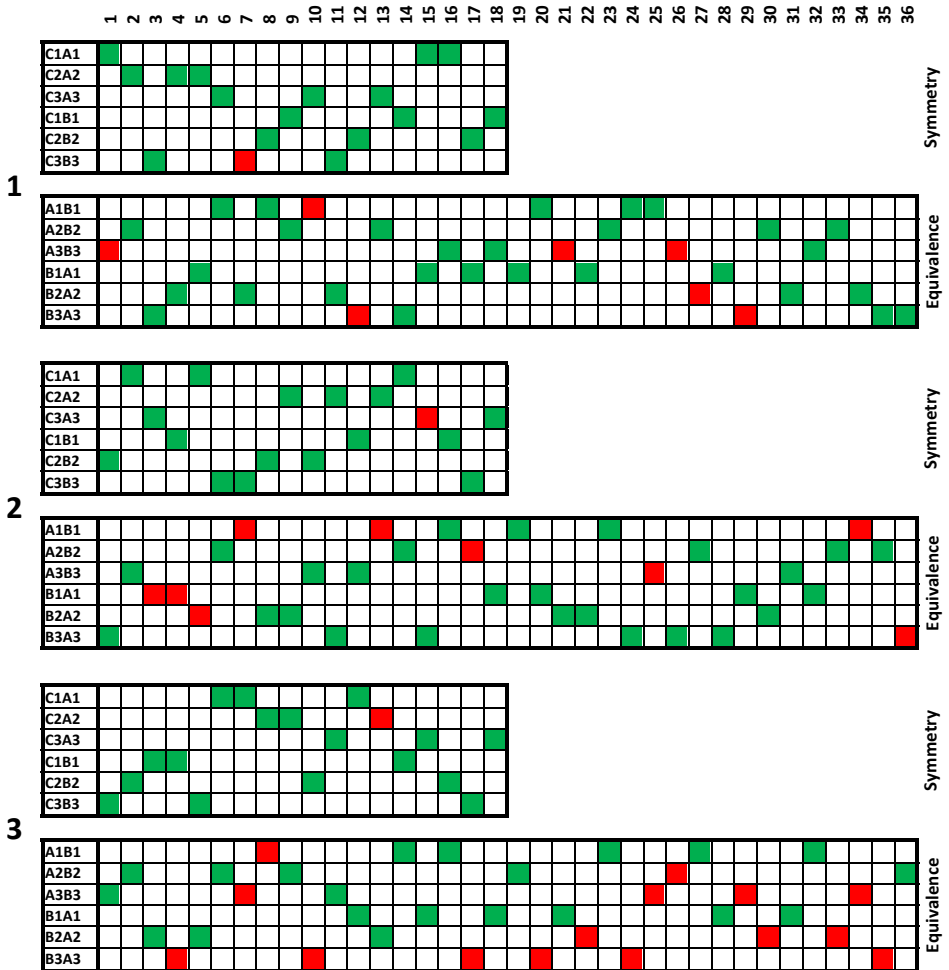 1 2 3 4 5 6 7 8 9 10 11 12 13 14 15 16 17 18 19 20 21 22 23 24 25 26 27 28 29 30 31 32 33 34 35 36
C1A1
C2A2
C3A3
C1B1
C2B2
C3B3
Symmetry
1
A1B1
A2B2
A3B3
B1A1
B2A2
B3A3
Equivalence
C1A1
C2A2
C3A3
C1B1
C2B2
C3B3
Symmetry
2
A1B1
A2B2
A3B3
B1A1
B2A2
B3A3
Equivalence
C1A1
C2A2
C3A3
C1B1
C2B2
C3B3
Symmetry
3
A1B1
A2B2
A3B3
B1A1
B2A2
B3A3
Equivalence